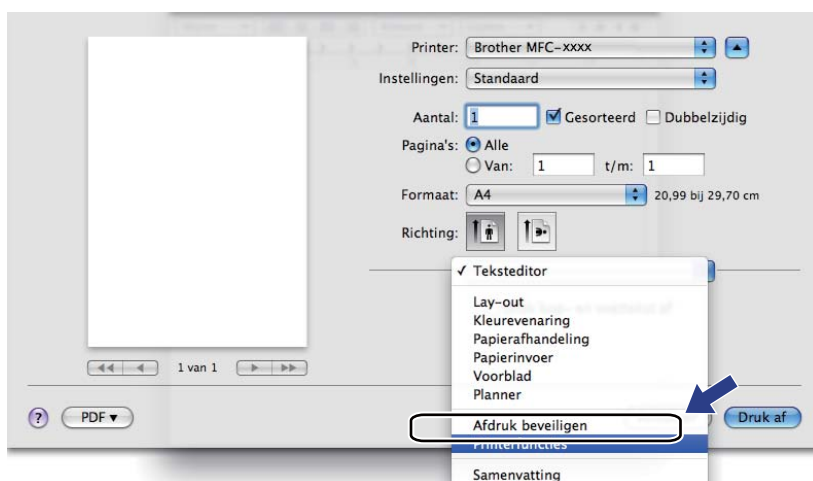 Printer: Brother MFC-xxxx
Instellingen: Standaard
Aantal: 1 Gesorteerd Dubbelzijdig
Pagina's: Alle
Van: 1 t/m: 1
Formaat: A4 20,99 bij 29,70 cm
Richting:
✓ Teksteditor
Lay-out
Kleurevenaring
Papierafhandeling
Papierinvoer
Voorblad
Planner
Afdruk beveiligen
Printerfuncties
Samenvatting
1 van 1
? PDF ▾ Druk af